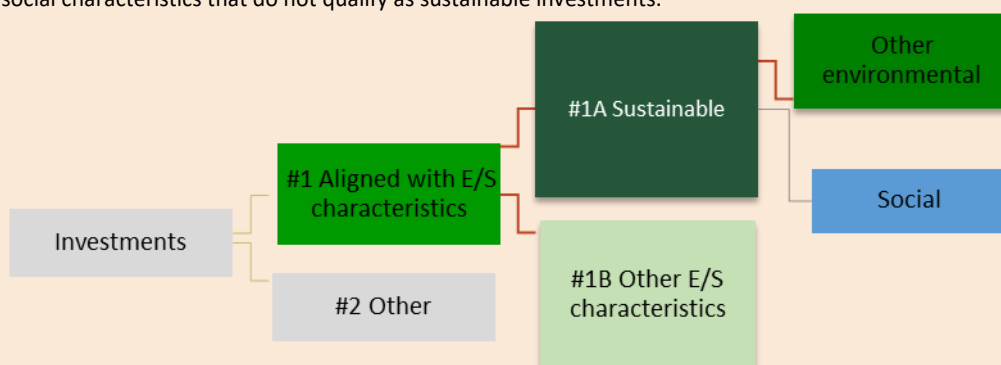 social characteristics that do not qualify as sustainable investments.
Other
environmental
#1A Sustainable
#1 Aligned with E/S
characteristics
Social
Investments
#1B Other E/S
characteristics
#2 Other